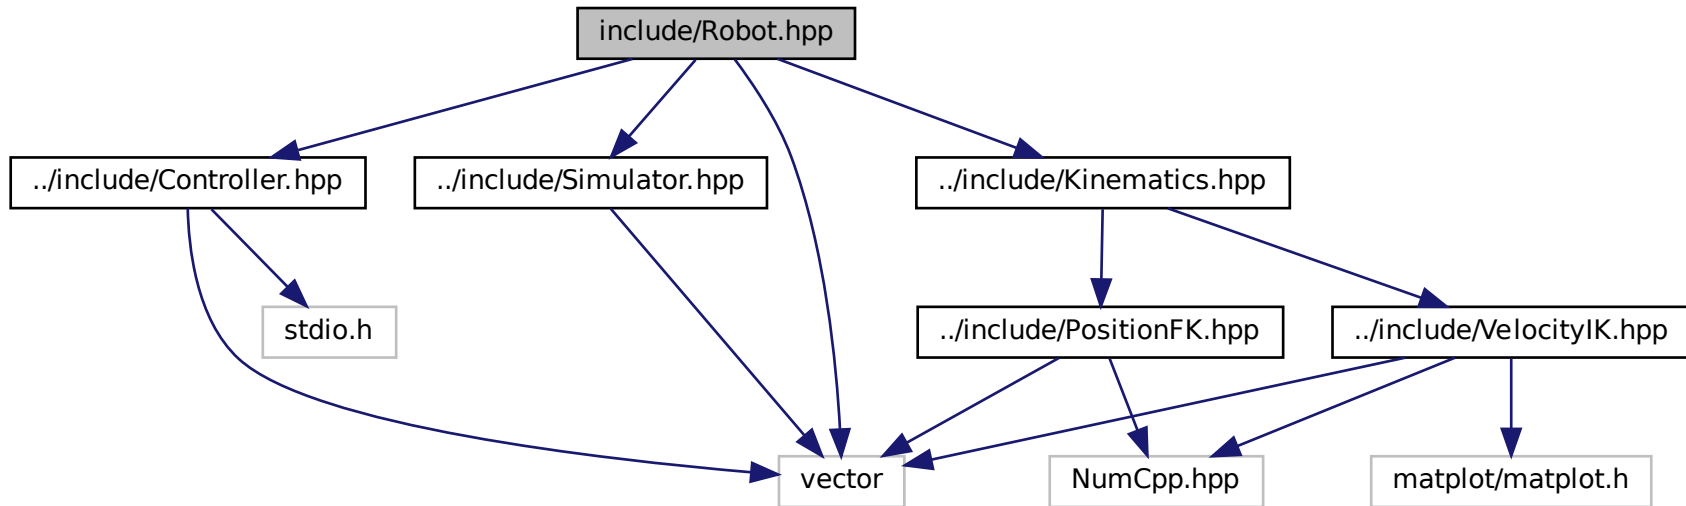 include/Robot.hpp
../include/Controller.hpp
../include/Simulator.hpp
../include/Kinematics.hpp
stdio.h
../include/PositionFK.hpp
../include/VelocityIK.hpp
vector
NumCpp.hpp
matplot/matplot.h